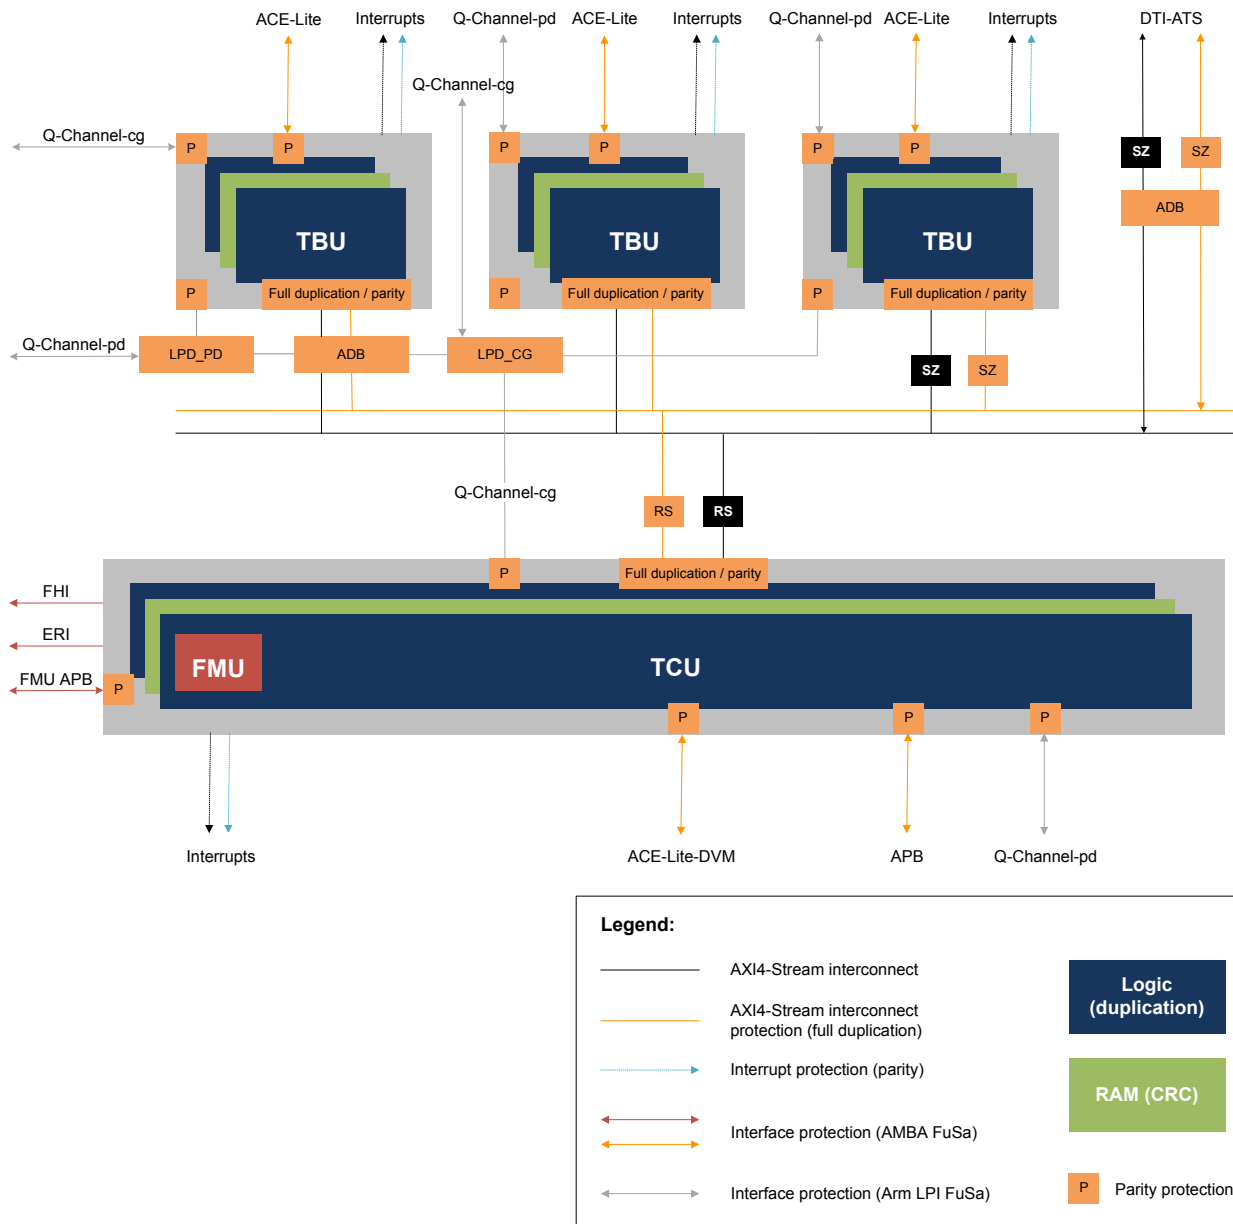 ACE-Lite
Interrupts
Q-Channel-pd
ACE-Lite
Interrupts
Q-Channel-pd
ACE-Lite
Interrupts
DTI-ATS
Q-Channel-cg
Q-Channel-cg
P
P
P
P
P
P
SZ
SZ
ADB
TBU
TBU
TBU
P
Full duplication / parity
P
Full duplication / parity
P
Full duplication / parity
Q-Channel-pd
LPD_PD
ADB
LPD_CG
SZ
SZ
Q-Channel-cg
RS
RS
P
Full duplication / parity
FHI
ERI
FMU APB
P
FMU
TCU
P
P
P
Interrupts
ACE-Lite-DVM
APB
Q-Channel-pd
Legend:
AXI4-Stream interconnect
AXI4-Stream interconnect
protection (full duplication)
Interrupt protection (parity)
Interface protection (AMBA FuSa)
Interface protection (Arm LPI FuSa)
Logic
(duplication)
RAM (CRC)
P
Parity protection